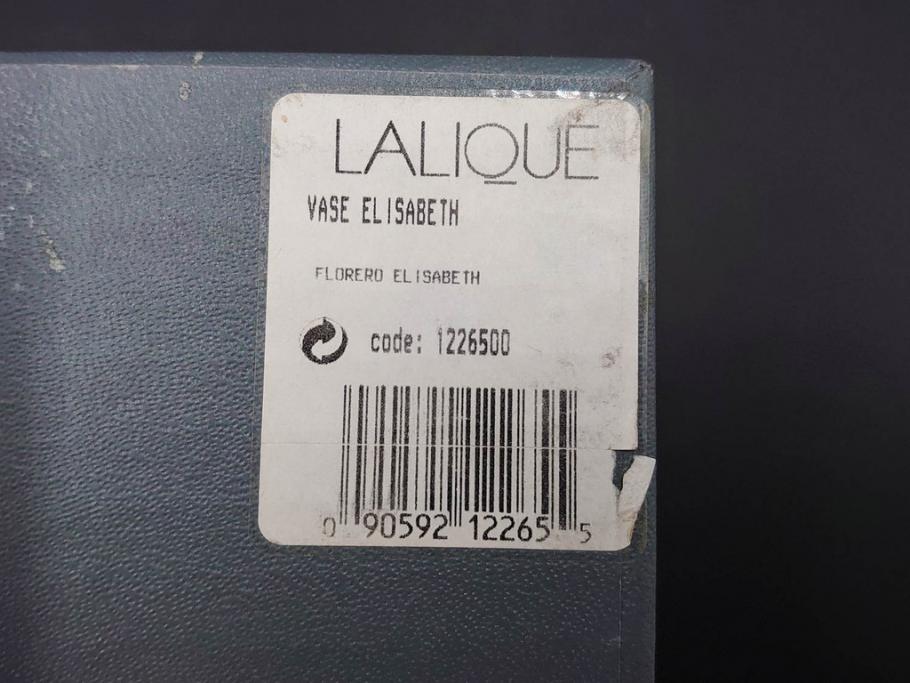 LALIQUE
VASE ELISABETH
FLORERO ELISABETH
code: 1226500
0 90592 12265 5